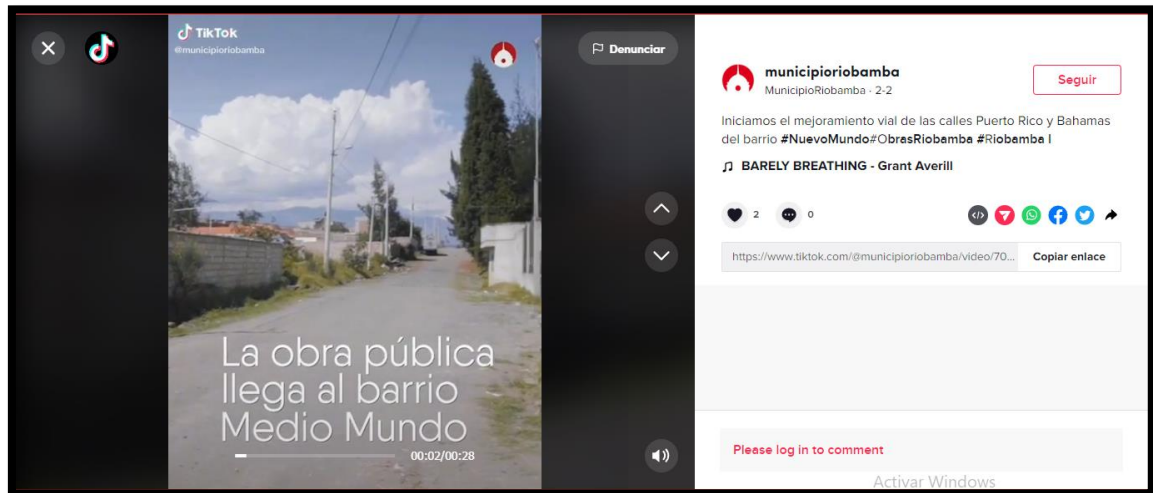 TikTok
@municipioriobamba
Denunciar
La obra pública
llega al barrio
Medio Mundo
00:02/00:28
municipioriobamba
MunicipioRiobamba · 2-2
Seguir
Iniciamos el mejoramiento vial de las calles Puerto Rico y Bahamas
del barrio #NuevoMundo#ObrasRiobamba #Riobamba I
BARELY BREATHING - Grant Averill
2
0
https://www.tiktok.com/@municipioriobamba/video/70...
Copiar enlace
Please log in to comment
Activar Windows